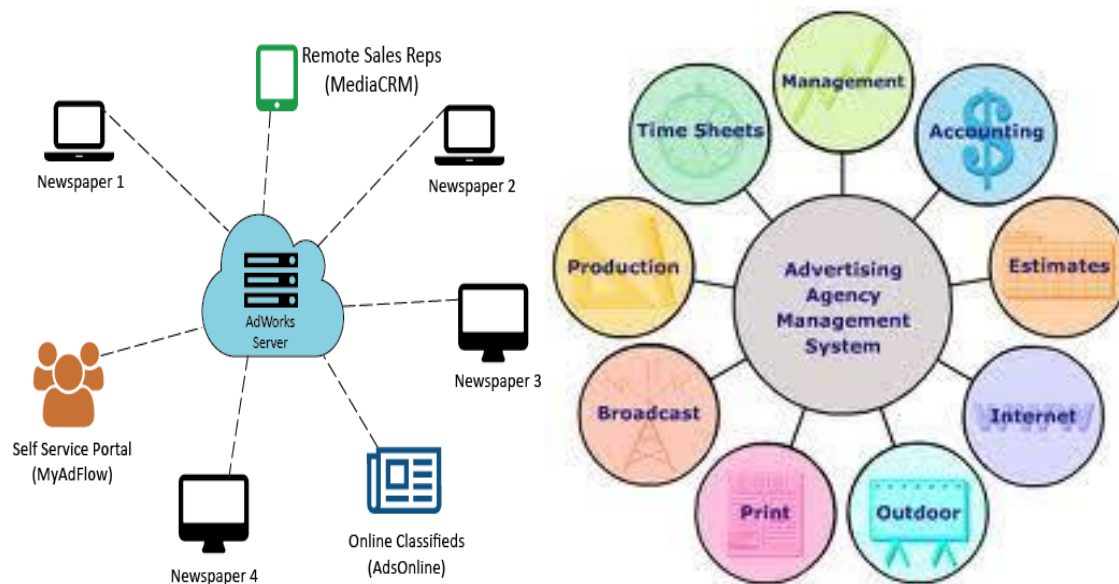 Remote Sales Reps
(MediaCRM)
Newspaper 1
Newspaper 2
AdWorks
Server
Newspaper 3
Self Service Portal
(MyAdFlow)
Newspaper 4
Online Classifieds
(AdsOnline)
Management
Time Sheets
Accounting
Production
Advertising
Agency
Management
System
Estimates
Broadcast
Internet
WWW
Print
Outdoor